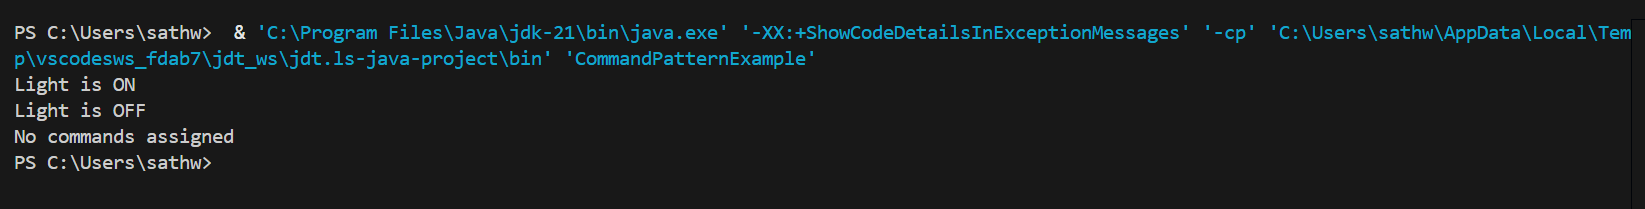 PS C:\Users\sathw>  & 'C:\Program Files\Java\jdk-21\bin\java.exe' '-XX:+ShowCodeDetailsInExceptionMessages' '-cp' 'C:\Users\sathw\AppData\Local\Tem
p\vscodesws_fdab7\jdt_ws\jdt.ls-java-project\bin' 'CommandPatternExample'
Light is ON
Light is OFF
No commands assigned
PS C:\Users\sathw>